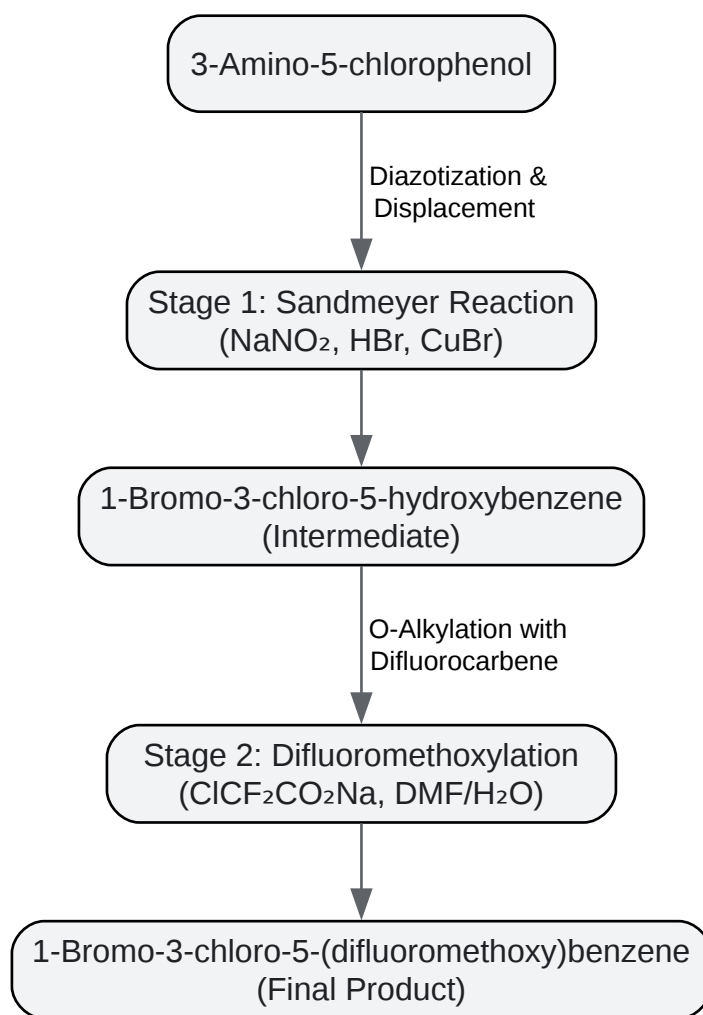 3-Amino-5-chlorophenol
Diazotization &
Displacement
Stage 1: Sandmeyer Reaction
(NaNO₂, HBr, CuBr)
1-Bromo-3-chloro-5-hydroxybenzene
(Intermediate)
O-Alkylation with
Difluorocarbene
Stage 2: Difluoromethoxylation
(ClCF₂CO₂Na, DMF/H₂O)
1-Bromo-3-chloro-5-(difluoromethoxy)benzene
(Final Product)